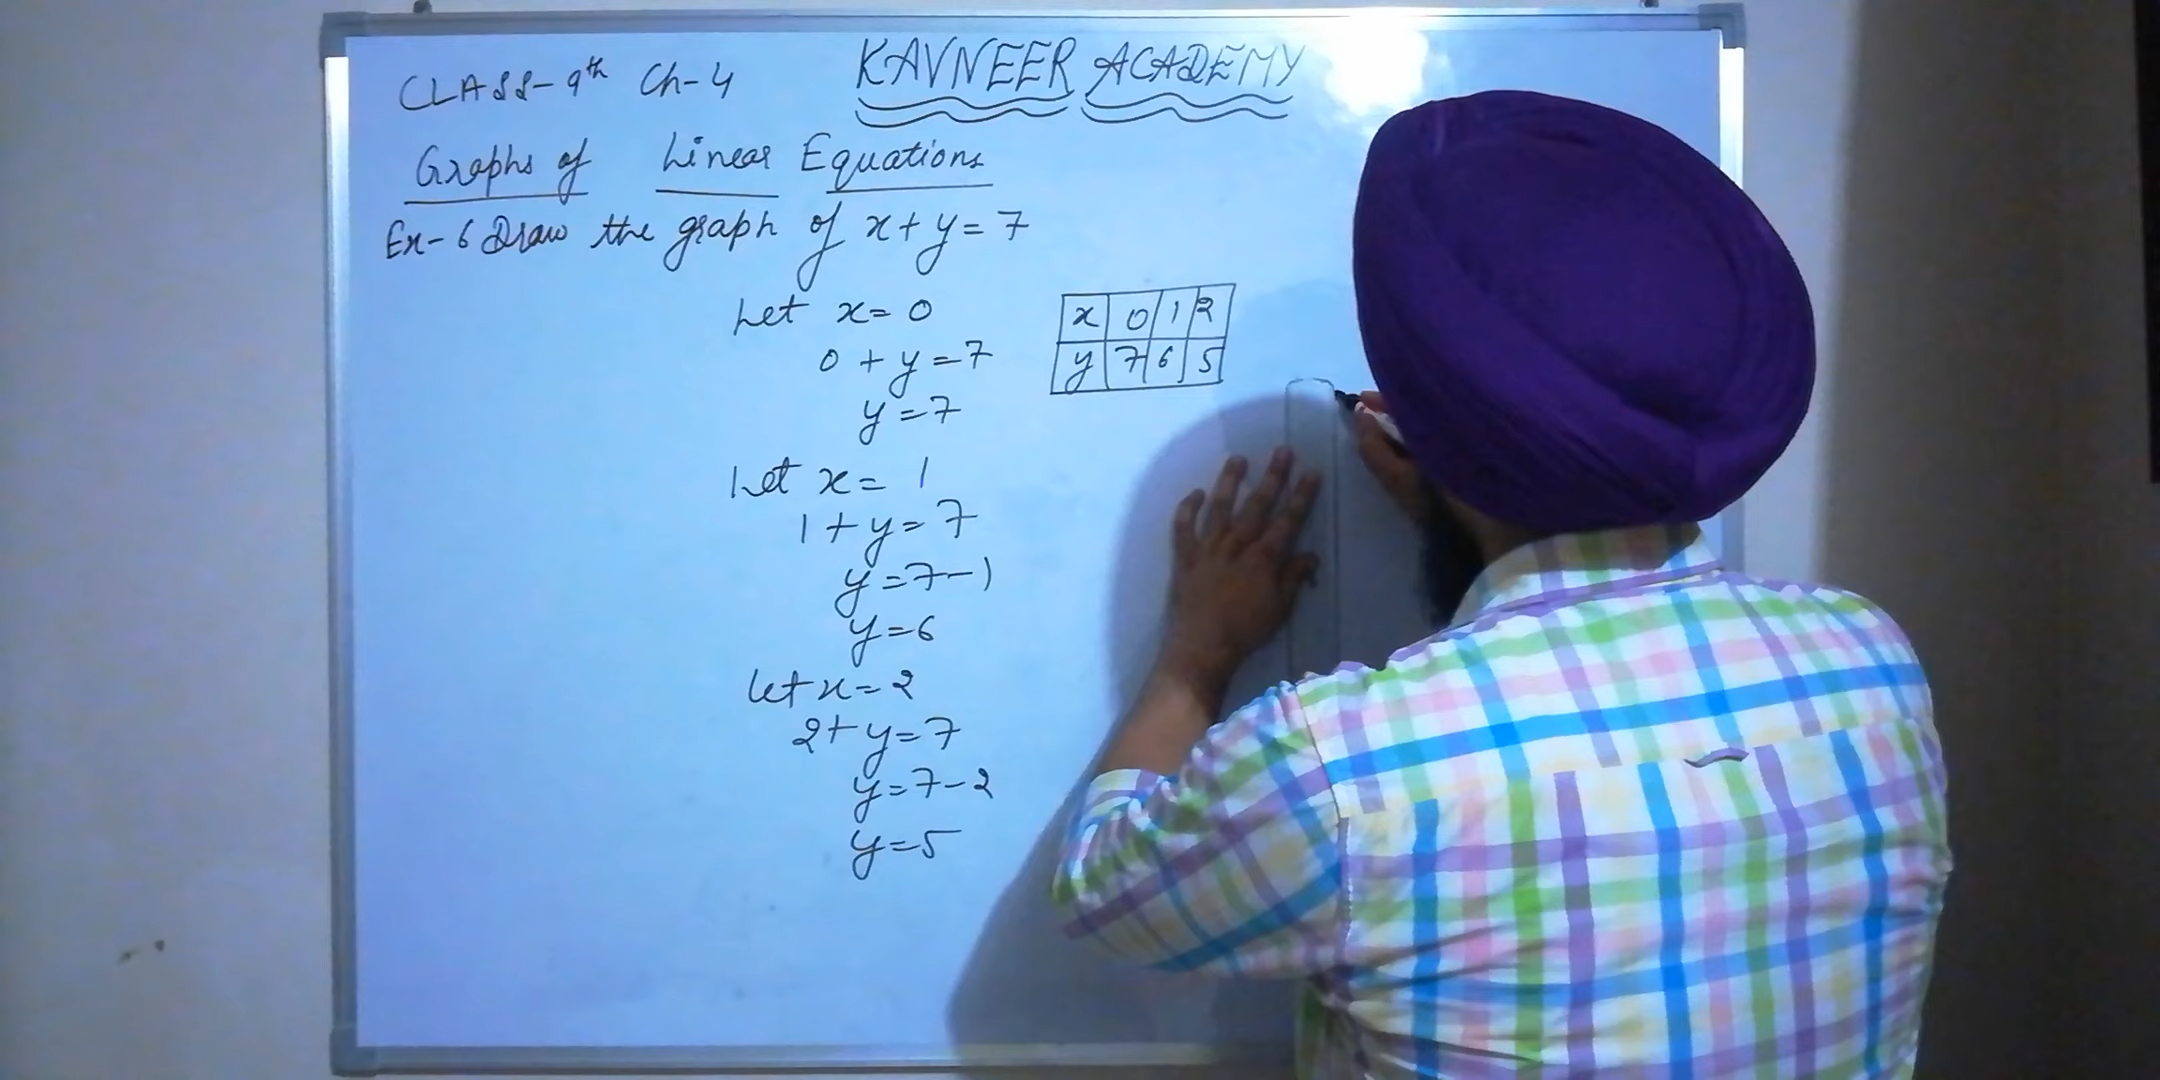 CLASS-9th Ch-4 KAVNEER ACADEMY
Graphs of Linear Equations
Ex-6 Draw the graph of x+y=7
Let x=0
0+y=7
y=7
x 0 1 2
y 7 6 5
Let x=1
1+y=7
y=7-1
y=6
let x=2
2+y=7
y=7-2
y=5